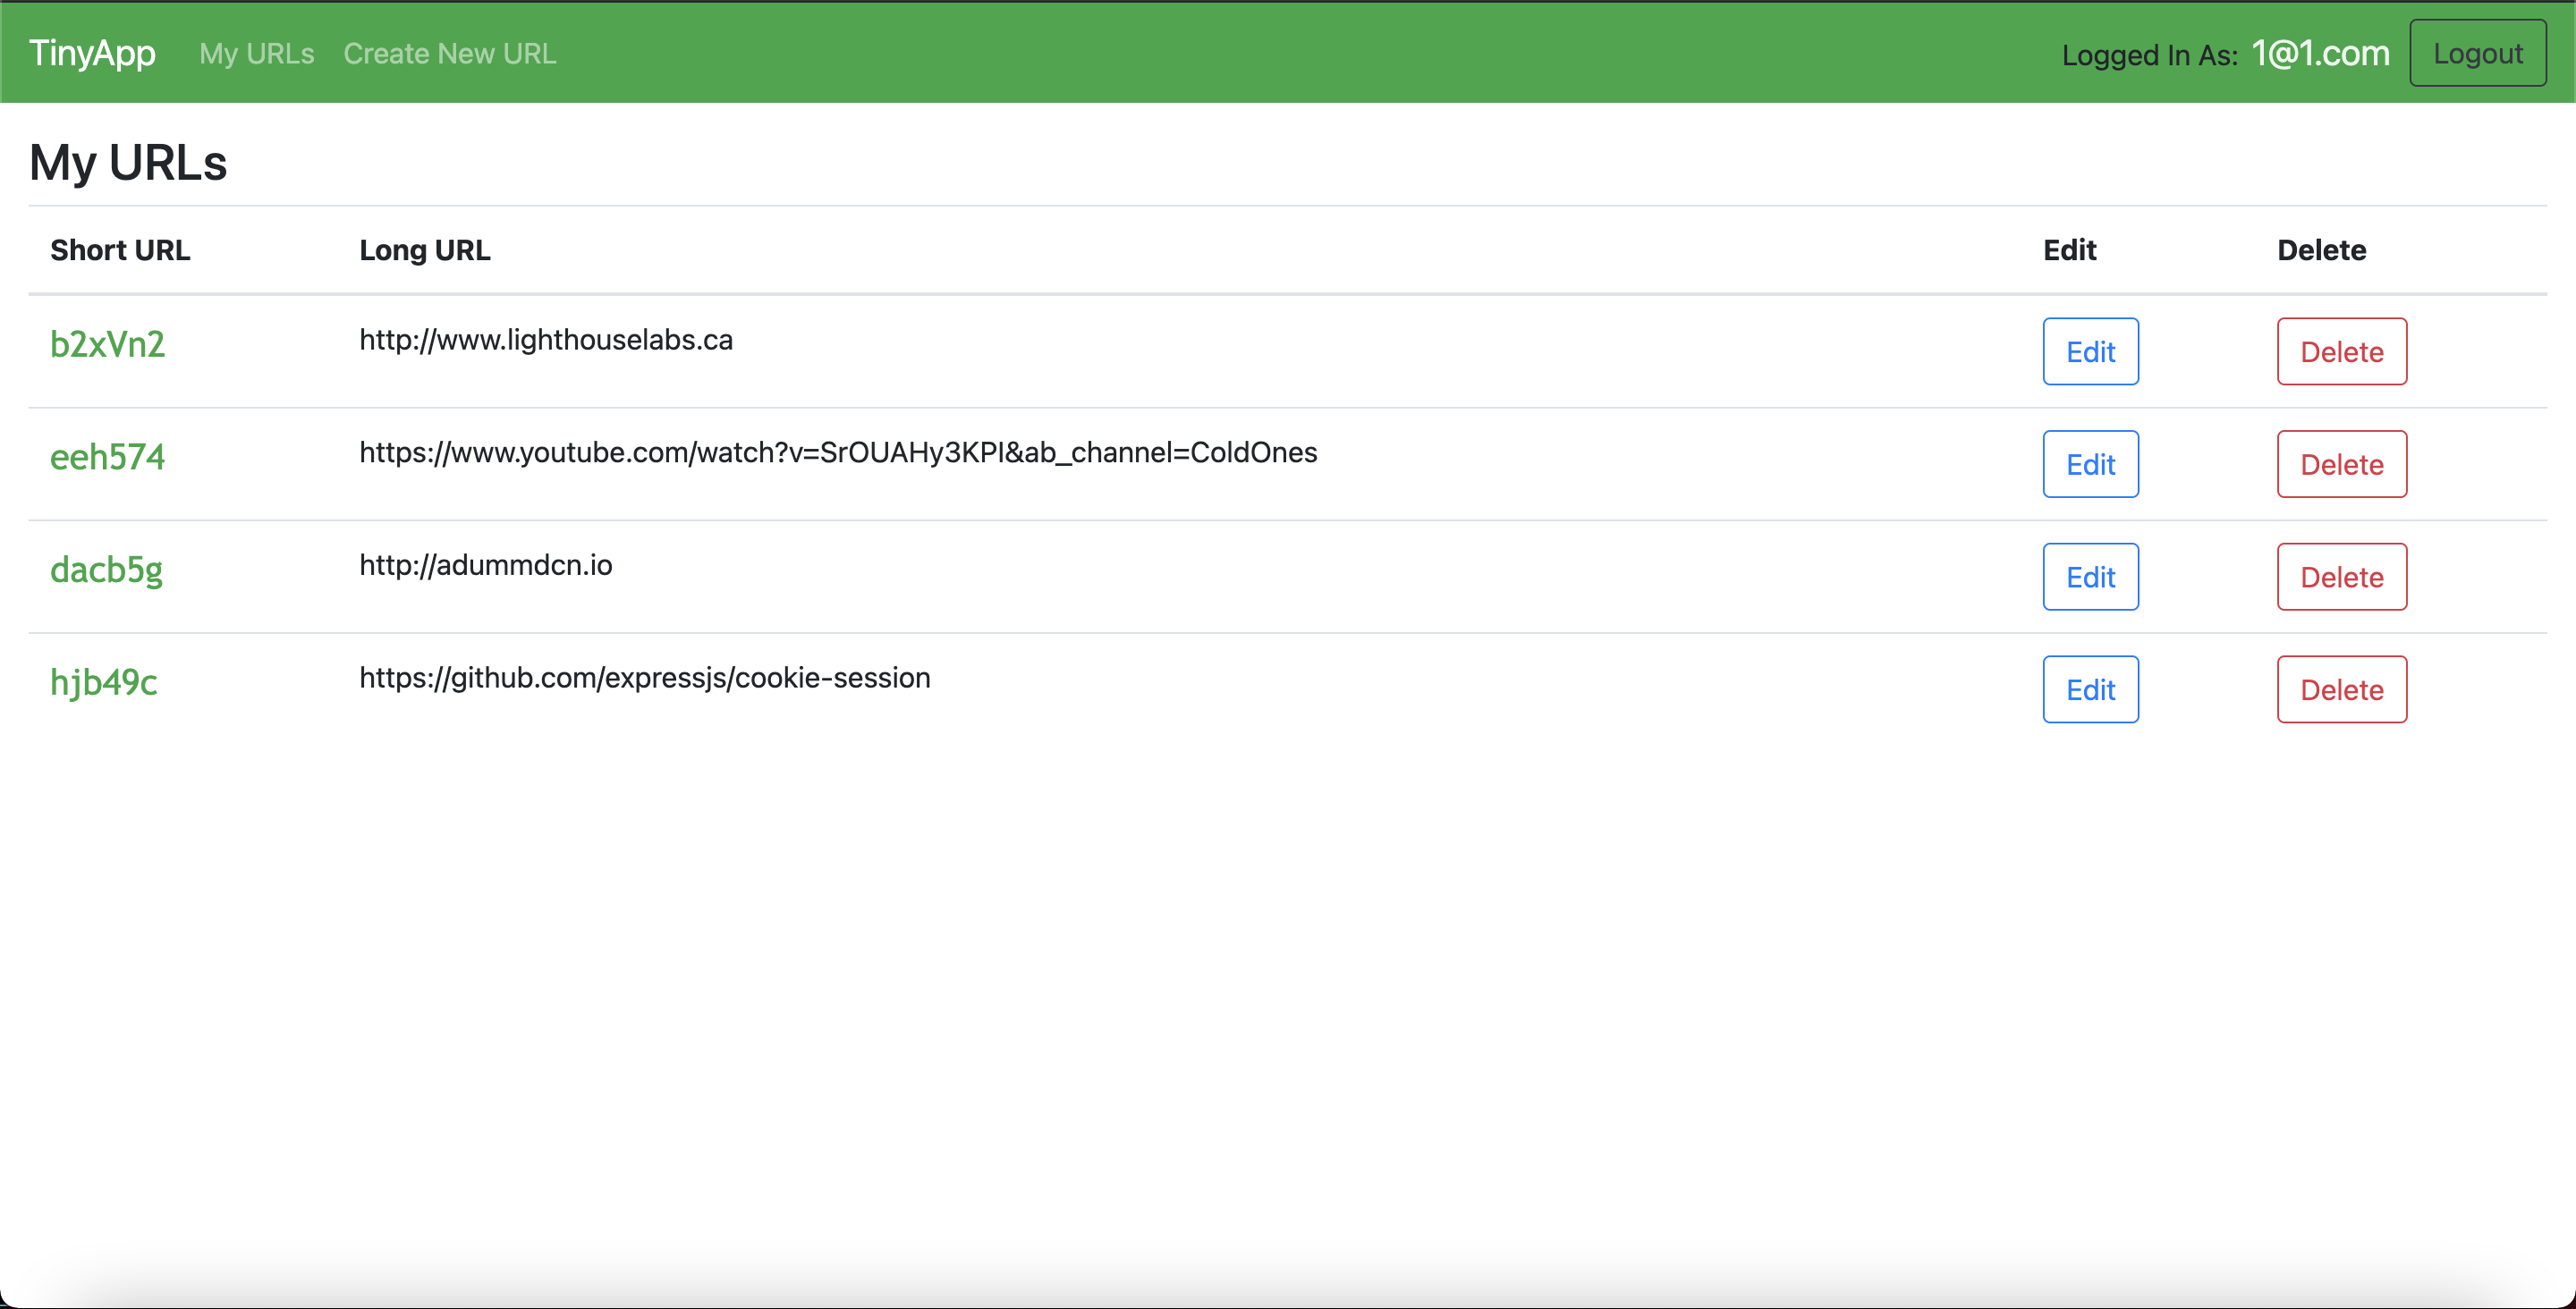 TinyApp My URLs Create New URL Logged In As: 1@1.com Logout
My URLs
Short URL Long URL Edit Delete
b2xVn2 http://www.lighthouselabs.ca Edit Delete
eeh574 https://www.youtube.com/watch?v=SrOUAHy3KPI&ab_channel=ColdOnes Edit Delete
dacb5g http://adummdcn.io Edit Delete
hjb49c https://github.com/expressjs/cookie-session Edit Delete